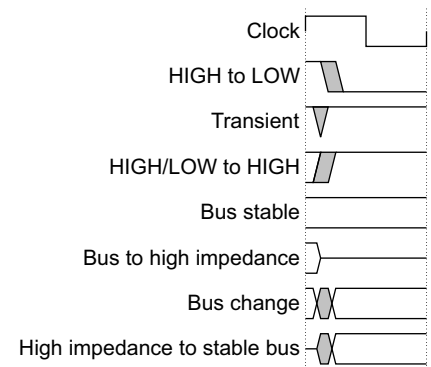 Clock
HIGH to LOW
Transient
HIGH/LOW to HIGH
Bus stable
Bus to high impedance
Bus change
High impedance to stable bus